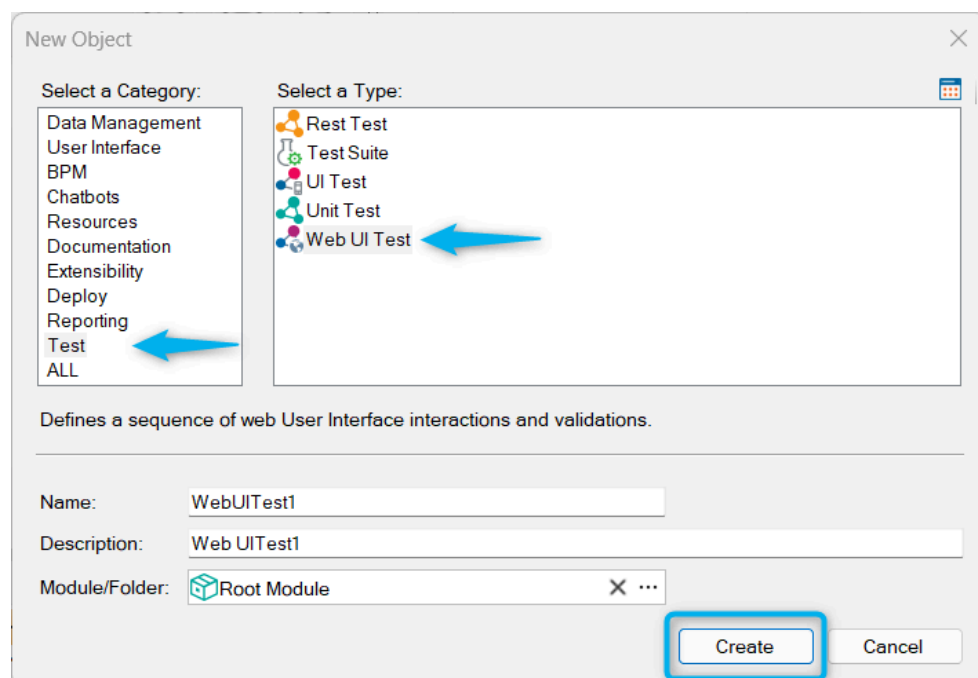 New Object
Select a Category:
Select a Type:
Data Management
User Interface
BPM
Chatbots
Resources
Documentation
Extensibility
Deploy
Reporting
Test
ALL
Rest Test
Test Suite
UI Test
Unit Test
Web UI Test
Defines a sequence of web User Interface interactions and validations.
Name: WebUITest1
Description: Web UITest1
Module/Folder: Root Module
Create Cancel